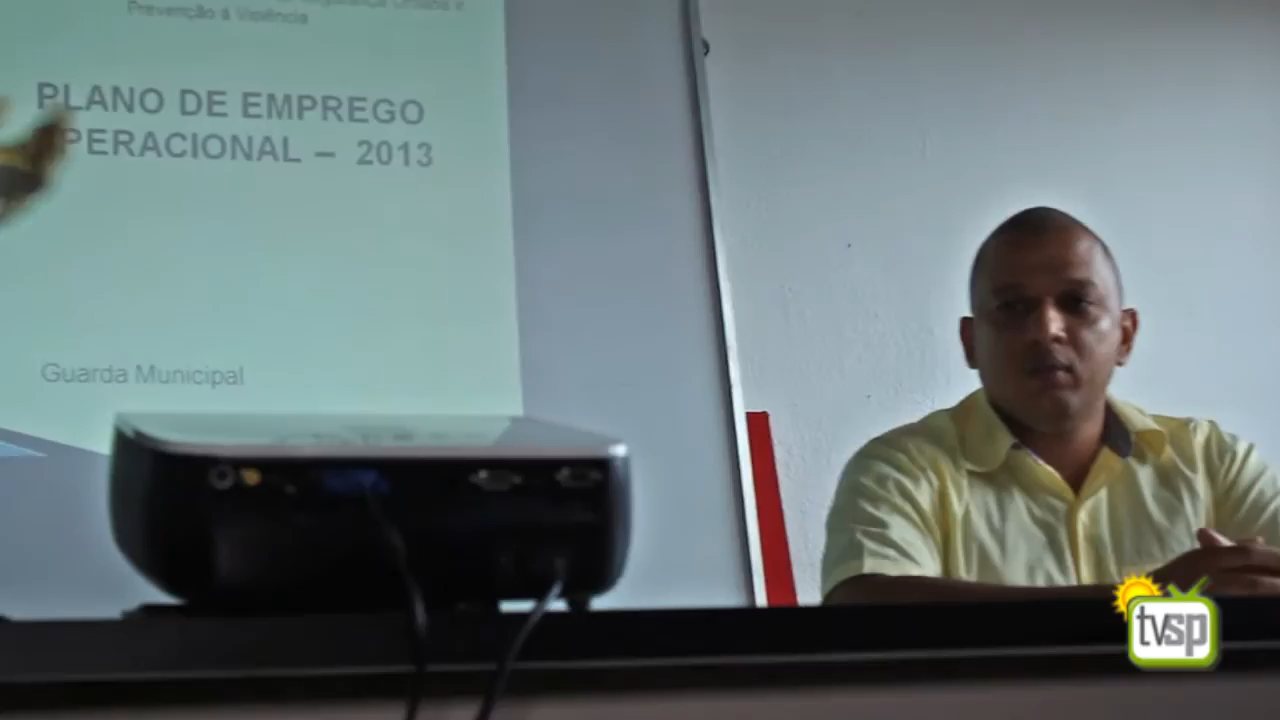 Prevenção á Violência
PLANO DE EMPREGO
PERACIONAL – 2013
Guarda Municipal
tvsp